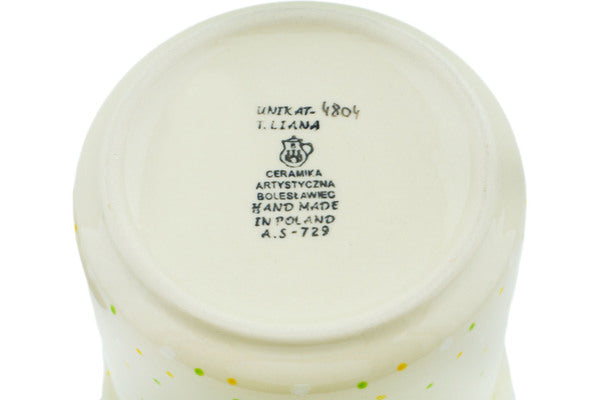 UNIKAT-4804
T. LIANA
CERAMIKA
ARTYSTYCZNA
BOLESŁAWIEC
HAND MADE
IN POLAND
A.S-729